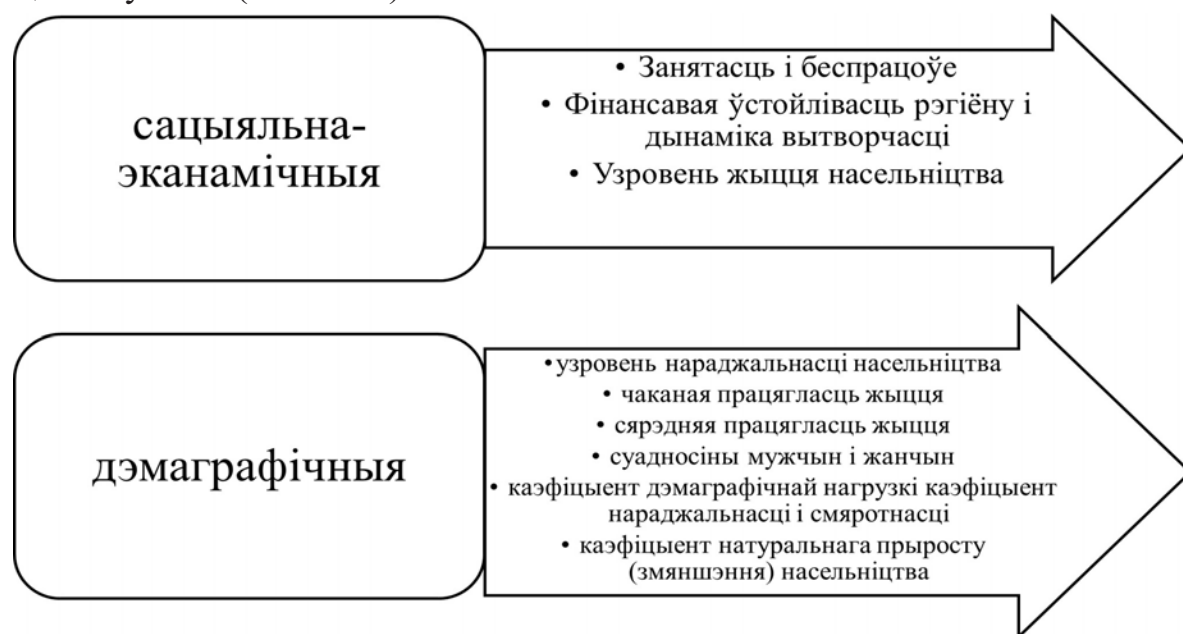 сацыяльна-
эканамічныя
• Занятасць і беспрацоўе
• Фінансавая ўстойлівасць рэгіёну і
дынаміка вытворчасці
• Узровень жыцця насельніцтва
дэмаграфічныя
•узровень нараджальнасці насельніцтва
• чаканая працягласць жыцця
• сярэдняя працягласць жыцця
• суадносіны мужчын і жанчын
• каэфіцыент дэмаграфічнай нагрузкі каэфіцыент
нараджальнасці і смяротнасці
• каэфіцыент натуральнага прыросту
(змяншэння) насельніцтва